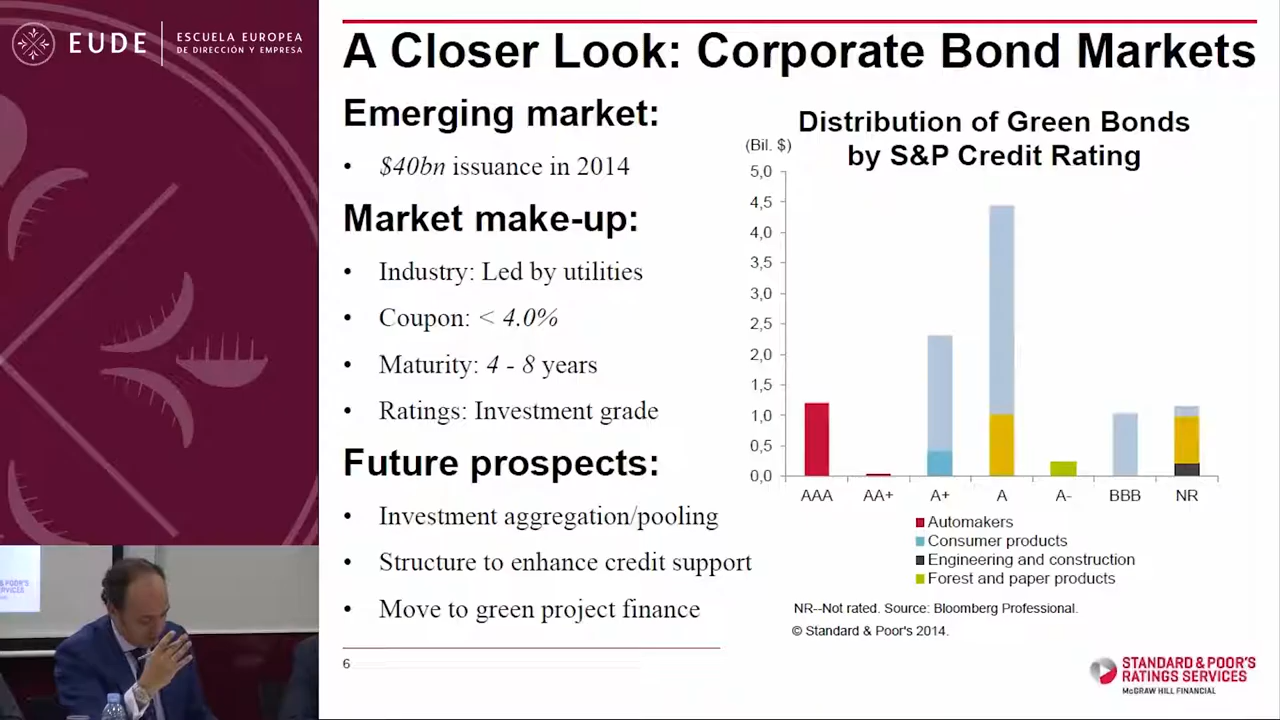 EUDE
ESCUELA EUROPEA
DE DIRECCIÓN Y EMPRESA
A Closer Look: Corporate Bond Markets
Emerging market:
• $40bn issuance in 2014
Market make-up:
• Industry: Led by utilities
• Coupon: < 4.0%
• Maturity: 4 - 8 years
• Ratings: Investment grade
Future prospects:
• Investment aggregation/pooling
• Structure to enhance credit support
• Move to green project finance
6
Distribution of Green Bonds
by S&P Credit Rating
(Bil. $)
5,0
4,5
4,0
3,5
3,0
2,5
2,0
1,5
1,0
0,5
0,0
AAA AA+ A+ A A- BBB NR
Automakers
Consumer products
Engineering and construction
Forest and paper products
NR--Not rated. Source: Bloomberg Professional.
© Standard & Poor's 2014.
STANDARD & POOR'S
RATINGS SERVICES
McGRAW HILL FINANCIAL
& POOR'S
SERVICES